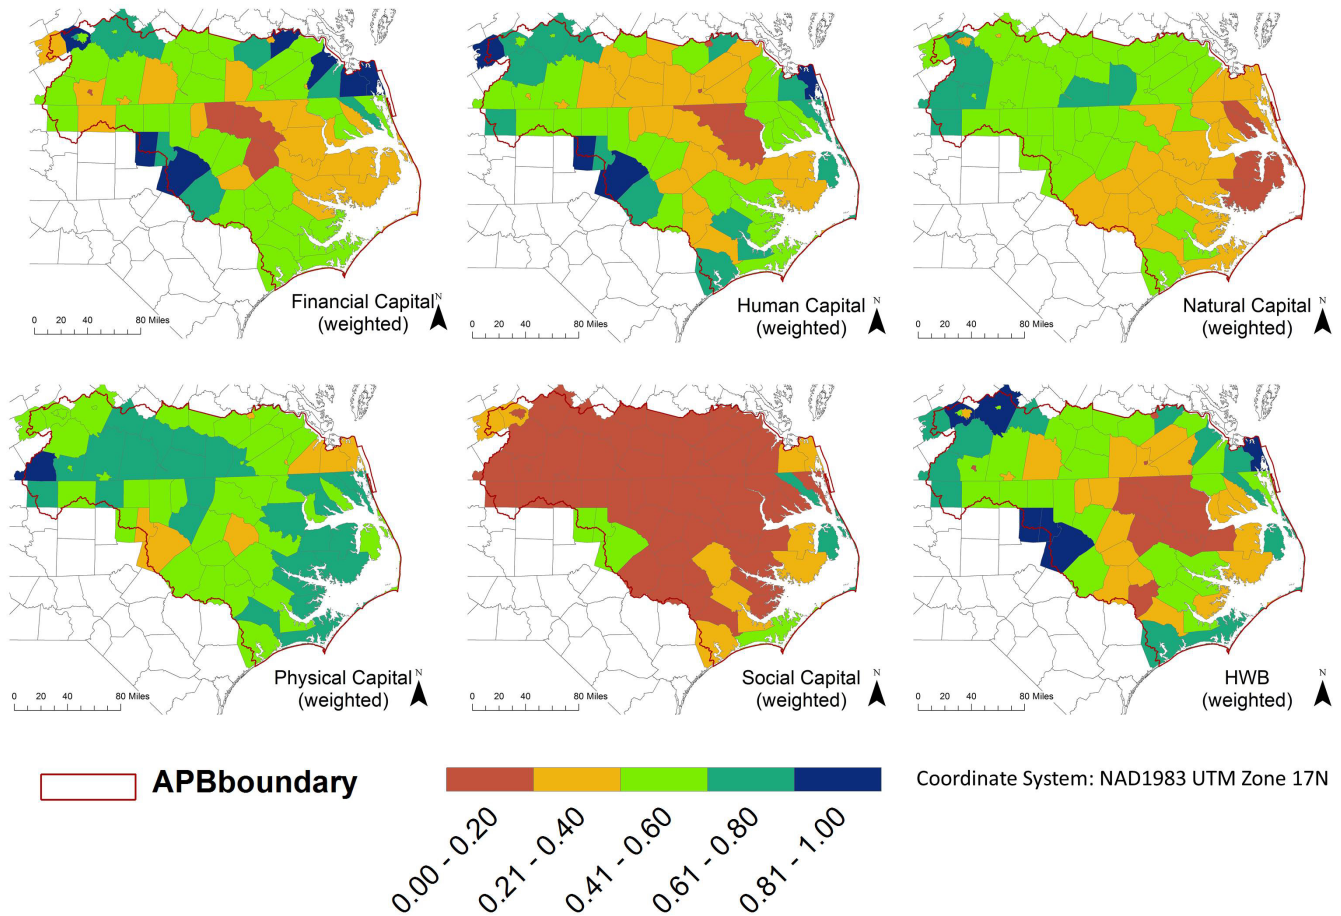 Financial Capital
(weighted)
N
0 20 40 80 Miles
Human Capital
(weighted)
N
0 20 40 80 Miles
Natural Capital
(weighted)
N
0 20 40 80 Miles
Physical Capital
(weighted)
N
0 20 40 80 Miles
Social Capital
(weighted)
N
0 20 40 80 Miles
HWB
(weighted)
N
0 20 40 80 Miles
APBboundary
0.00 - 0.20
0.21 - 0.40
0.41 - 0.60
0.61 - 0.80
0.81 - 1.00
Coordinate System: NAD1983 UTM Zone 17N